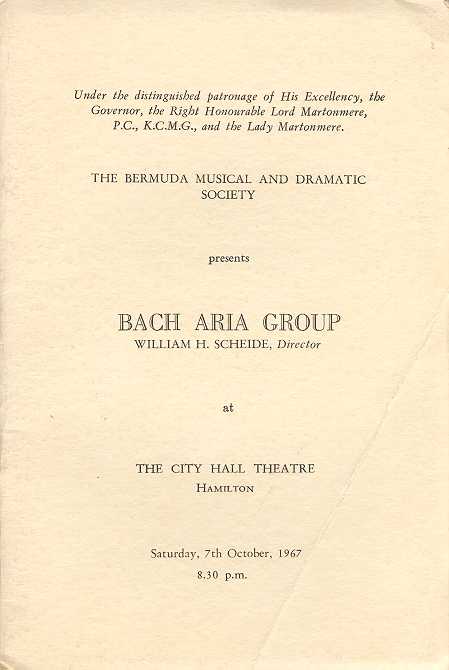 Under the distinguished patronage of His Excellency, the
Governor, the Right Honourable Lord Martonmere,
P.C., K.C.M.G., and the Lady Martonmere.
THE BERMUDA MUSICAL AND DRAMATIC
SOCIETY
presents
BACH ARIA GROUP
WILLIAM H. SCHEIDE, Director
at
THE CITY HALL THEATRE
HAMILTON
Saturday, 7th October, 1967
8.30 p.m.